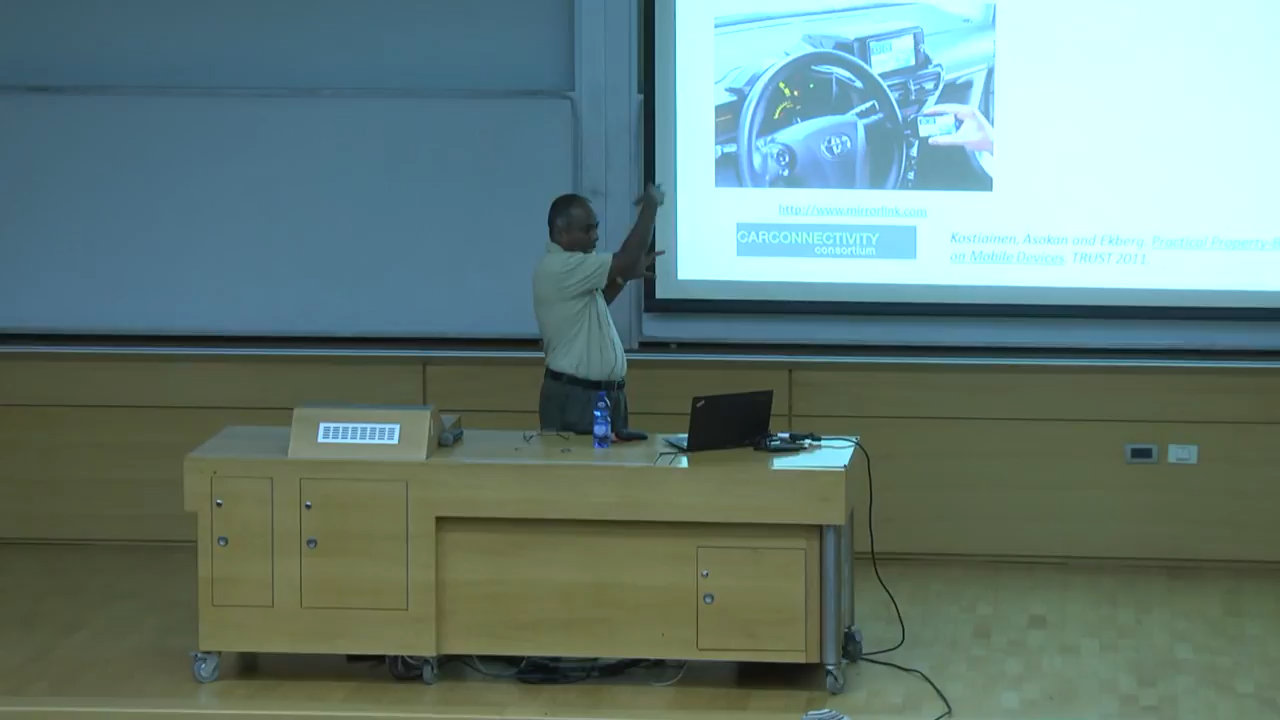 http://www.mirrorlink.com
CARCONNECTIVITY
consortium
Kostiainen, Asokan and Ekberg. Practical Property-
on Mobile Devices. TRUST 2011.